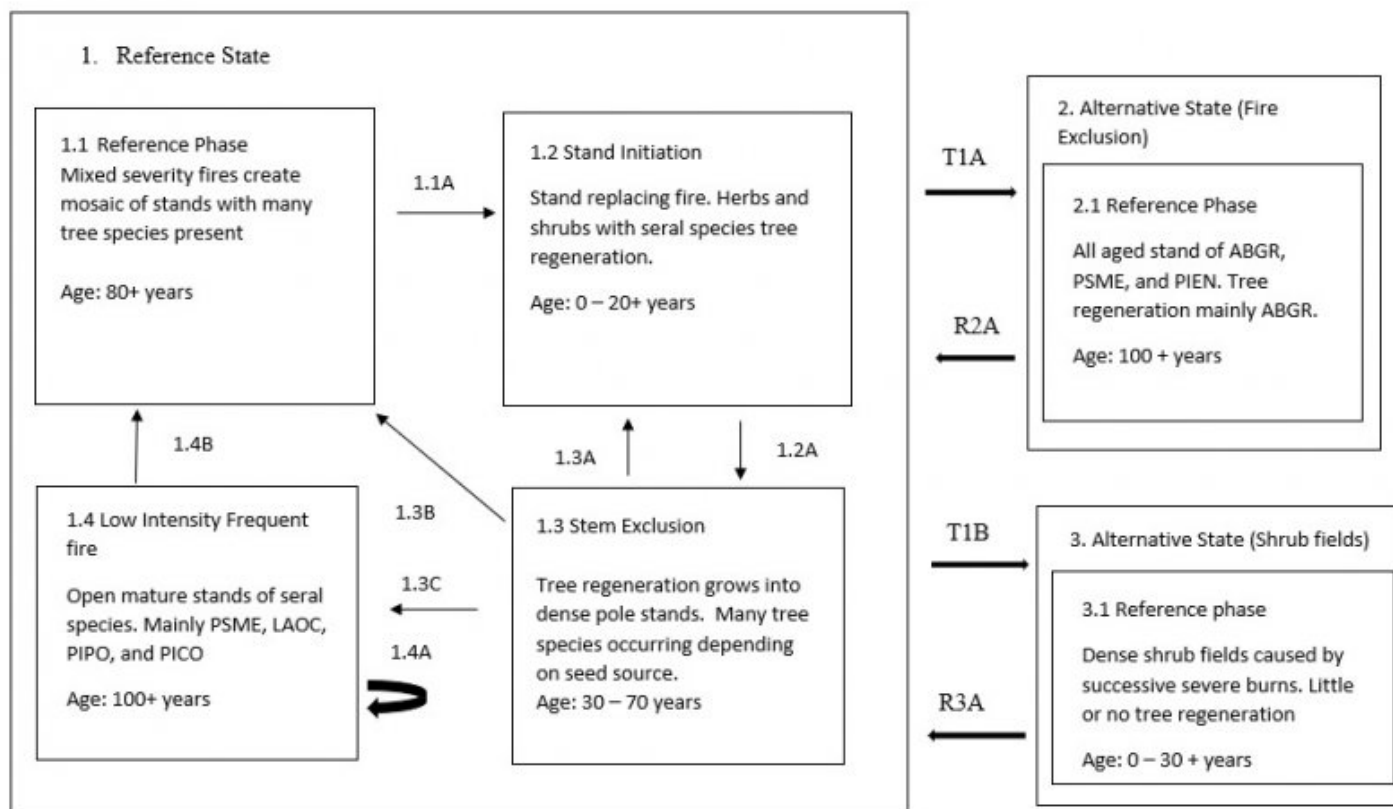 1. Reference State
1.1 Reference Phase
Mixed severity fires create
mosaic of stands with many
tree species present
Age: 80+ years
1.1A
1.2 Stand Initiation
Stand replacing fire. Herbs and
shrubs with seral species tree
regeneration.
Age: 0 – 20+ years
1.4B
1.3A
1.2A
1.4 Low Intensity Frequent
fire
Open mature stands of seral
species. Mainly PSME, LAOC,
PIPO, and PICO
Age: 100+ years
1.3B
1.3C
1.4A
1.3 Stem Exclusion
Tree regeneration grows into
dense pole stands. Many tree
species occurring depending
on seed source.
Age: 30 – 70 years
T1A
R2A
2. Alternative State (Fire
Exclusion)
2.1 Reference Phase
All aged stand of ABGR,
PSME, and PIEN. Tree
regeneration mainly ABGR.
Age: 100 + years
T1B
R3A
3. Alternative State (Shrub fields)
3.1 Reference phase
Dense shrub fields caused by
successive severe burns. Little
or no tree regeneration
Age: 0 – 30 + years